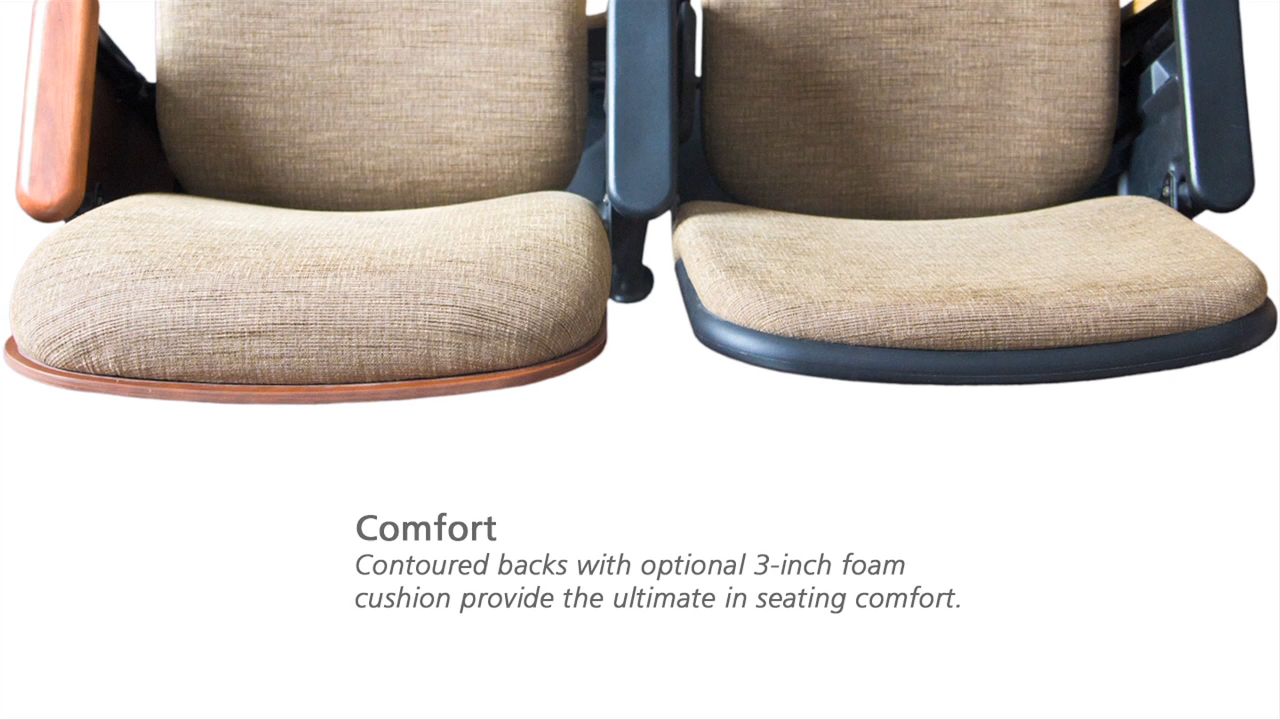 Comfort
Contoured backs with optional 3-inch foam
cushion provide the ultimate in seating comfort.